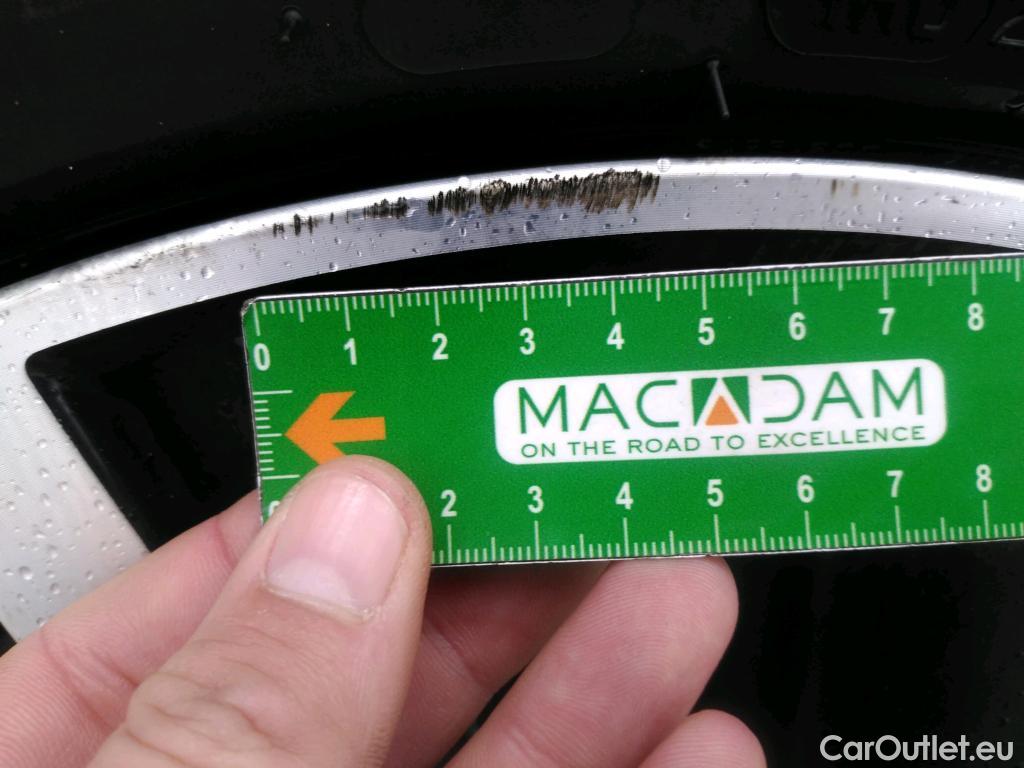 0 1 2 3 4 5 6 7 8
MACADAM
ON THE ROAD TO EXCELLENCE
2 3 4 5 6 7 8
CarOutlet.eu